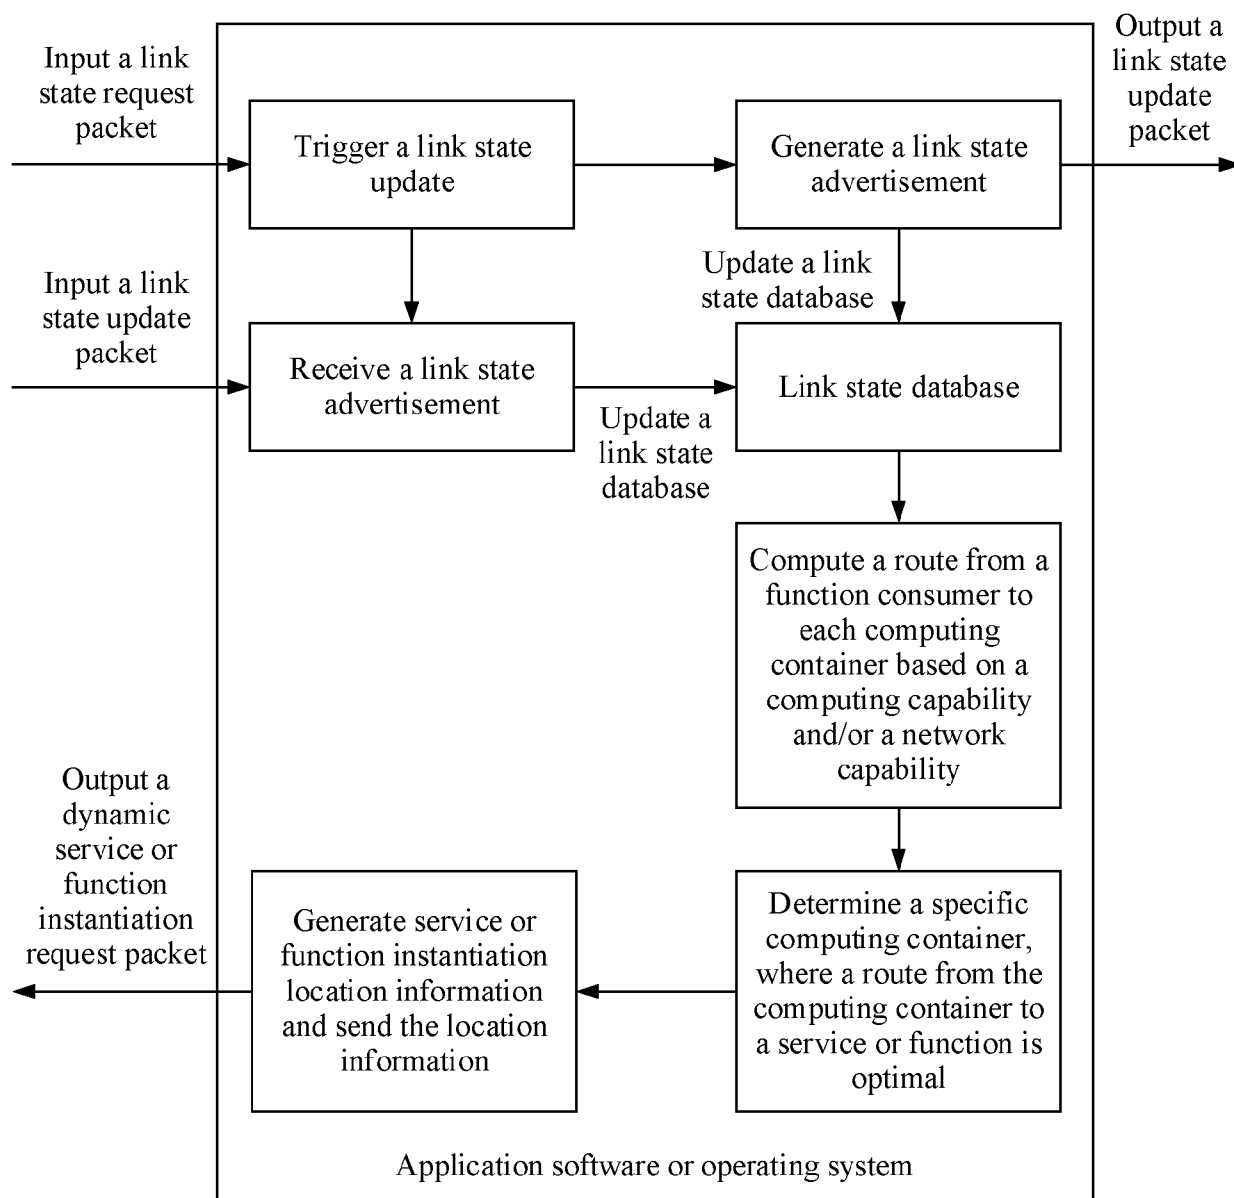 Input a link
state request
packet
Output a
link state
update
packet
Trigger a link state
update
Generate a link state
advertisement
Update a link
state database
Input a link
state update
packet
Receive a link state
advertisement
Update a
link state
database
Link state database
Compute a route from a
function consumer to
each computing
container based on a
computing capability
and/or a network
capability
Output a
dynamic
service or
function
instantiation
request packet
Generate service or
function instantiation
location information
and send the location
information
Determine a specific
computing container,
where a route from the
computing container to
a service or function is
optimal
Application software or operating system